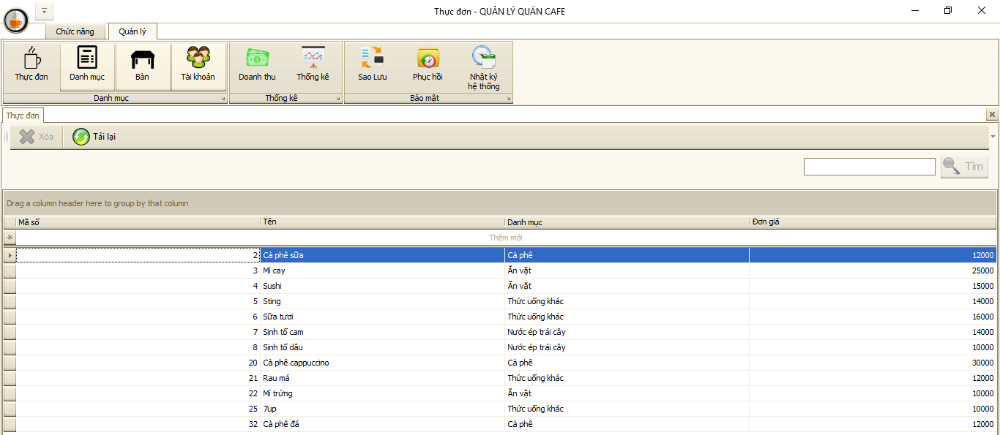 Thực đơn - QUẢN LÝ QUÁN CAFE
Chức năng Quản lý
Thực đơn Danh mục Bàn Tài khoản Doanh thu Thống kê Sao Lưu Phục hồi Nhật ký hệ thống
Danh mục Thống kê Bảo mật
Thực đơn
Xóa Tải lại
Tìm
Drag a column header here to group by that column
Mã số Tên Danh mục Đơn giá
Thêm mới
2 Cà phê sữa Cà phê 12000
3 Mì cay Ăn vặt 25000
4 Sushi Ăn vặt 15000
5 Sting Thức uống khác 14000
6 Sữa tươi Thức uống khác 16000
7 Sinh tố cam Nước ép trái cây 14000
8 Sinh tố dâu Nước ép trái cây 10000
20 Cà phê cappuccino Cà phê 30000
21 Rau má Thức uống khác 12000
22 Mì trứng Ăn vặt 10000
25 7up Thức uống khác 10000
32 Cà phê đá Cà phê 12000